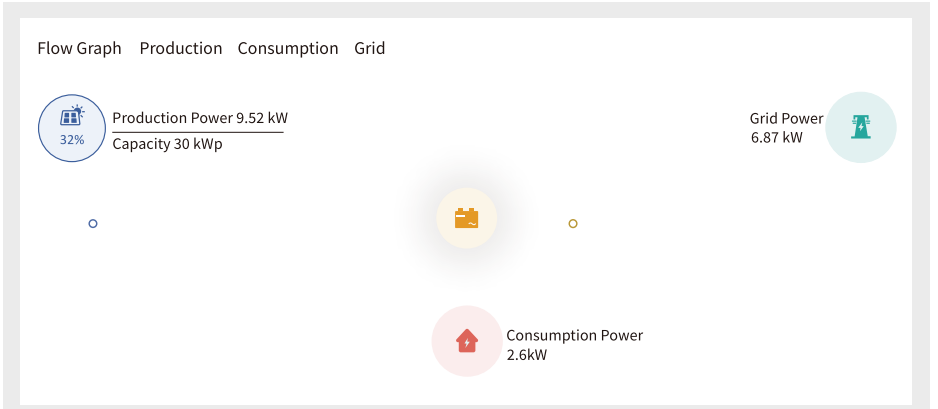 Flow Graph Production Consumption Grid
32%
Production Power 9.52 kW
Capacity 30 kWp
Grid Power
6.87 kW
Consumption Power
2.6kW